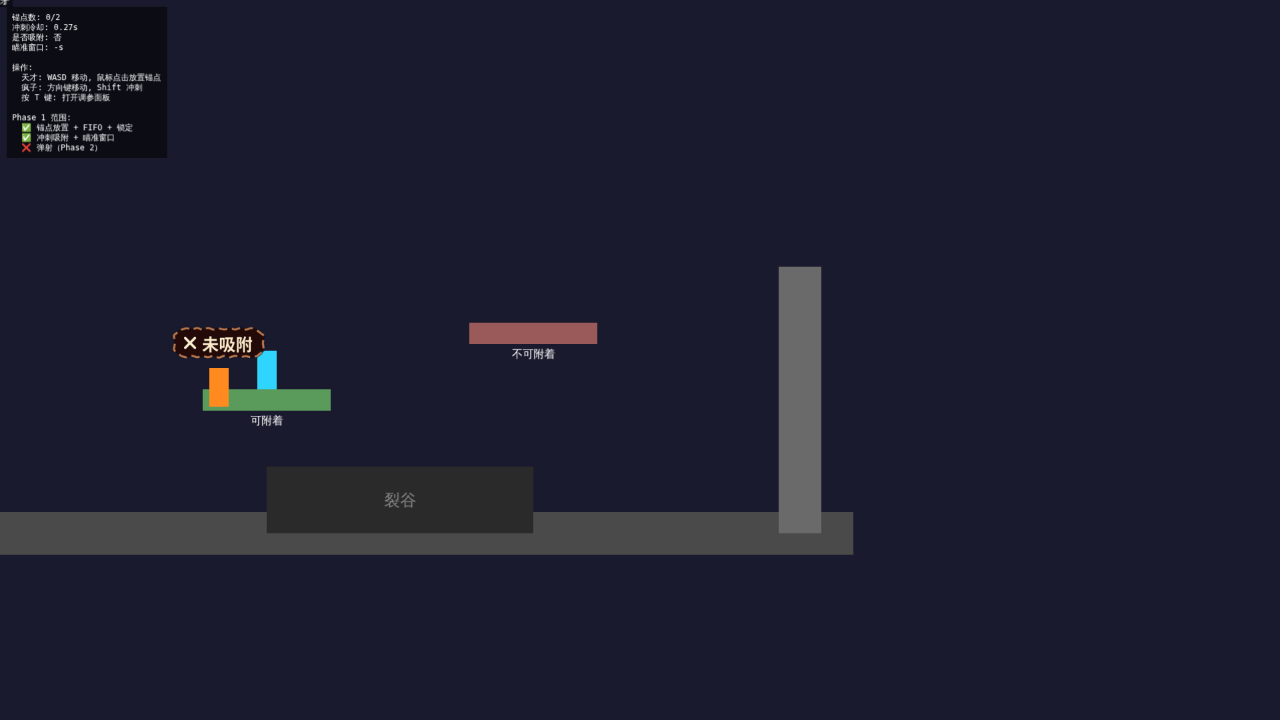 锚点数: 0/2
冲刺冷却: 0.27s
是否吸附: 否
瞄准窗口: -s
操作:
天才: WASD 移动, 鼠标点击放置锚点
疯子: 方向键移动, Shift 冲刺
按 T 键: 打开调参面板
Phase 1 范围:
✅ 锚点放置 + FIFO + 锁定
✅ 冲刺吸附 + 瞄准窗口
❌ 弹射（Phase 2）
✕ 未吸附
不可附着
可附着
裂谷